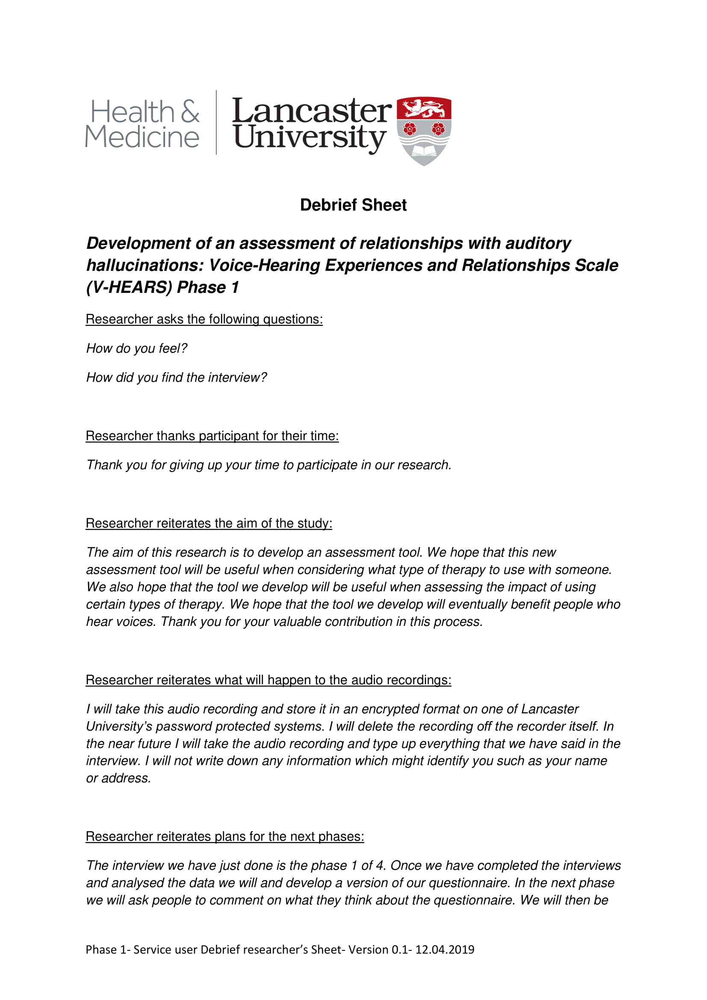 Health &
Medicine
Lancaster
University
Debrief Sheet
Development of an assessment of relationships with auditory
hallucinations: Voice-Hearing Experiences and Relationships Scale
(V-HEARS) Phase 1
Researcher asks the following questions:
How do you feel?
How did you find the interview?
Researcher thanks participant for their time:
Thank you for giving up your time to participate in our research.
Researcher reiterates the aim of the study:
The aim of this research is to develop an assessment tool. We hope that this new
assessment tool will be useful when considering what type of therapy to use with someone.
We also hope that the tool we develop will be useful when assessing the impact of using
certain types of therapy. We hope that the tool we develop will eventually benefit people who
hear voices. Thank you for your valuable contribution in this process.
Researcher reiterates what will happen to the audio recordings:
I will take this audio recording and store it in an encrypted format on one of Lancaster
University’s password protected systems. I will delete the recording off the recorder itself. In
the near future I will take the audio recording and type up everything that we have said in the
interview. I will not write down any information which might identify you such as your name
or address.
Researcher reiterates plans for the next phases:
The interview we have just done is the phase 1 of 4. Once we have completed the interviews
and analysed the data we will and develop a version of our questionnaire. In the next phase
we will ask people to comment on what they think about the questionnaire. We will then be
Phase 1- Service user Debrief researcher’s Sheet- Version 0.1- 12.04.2019